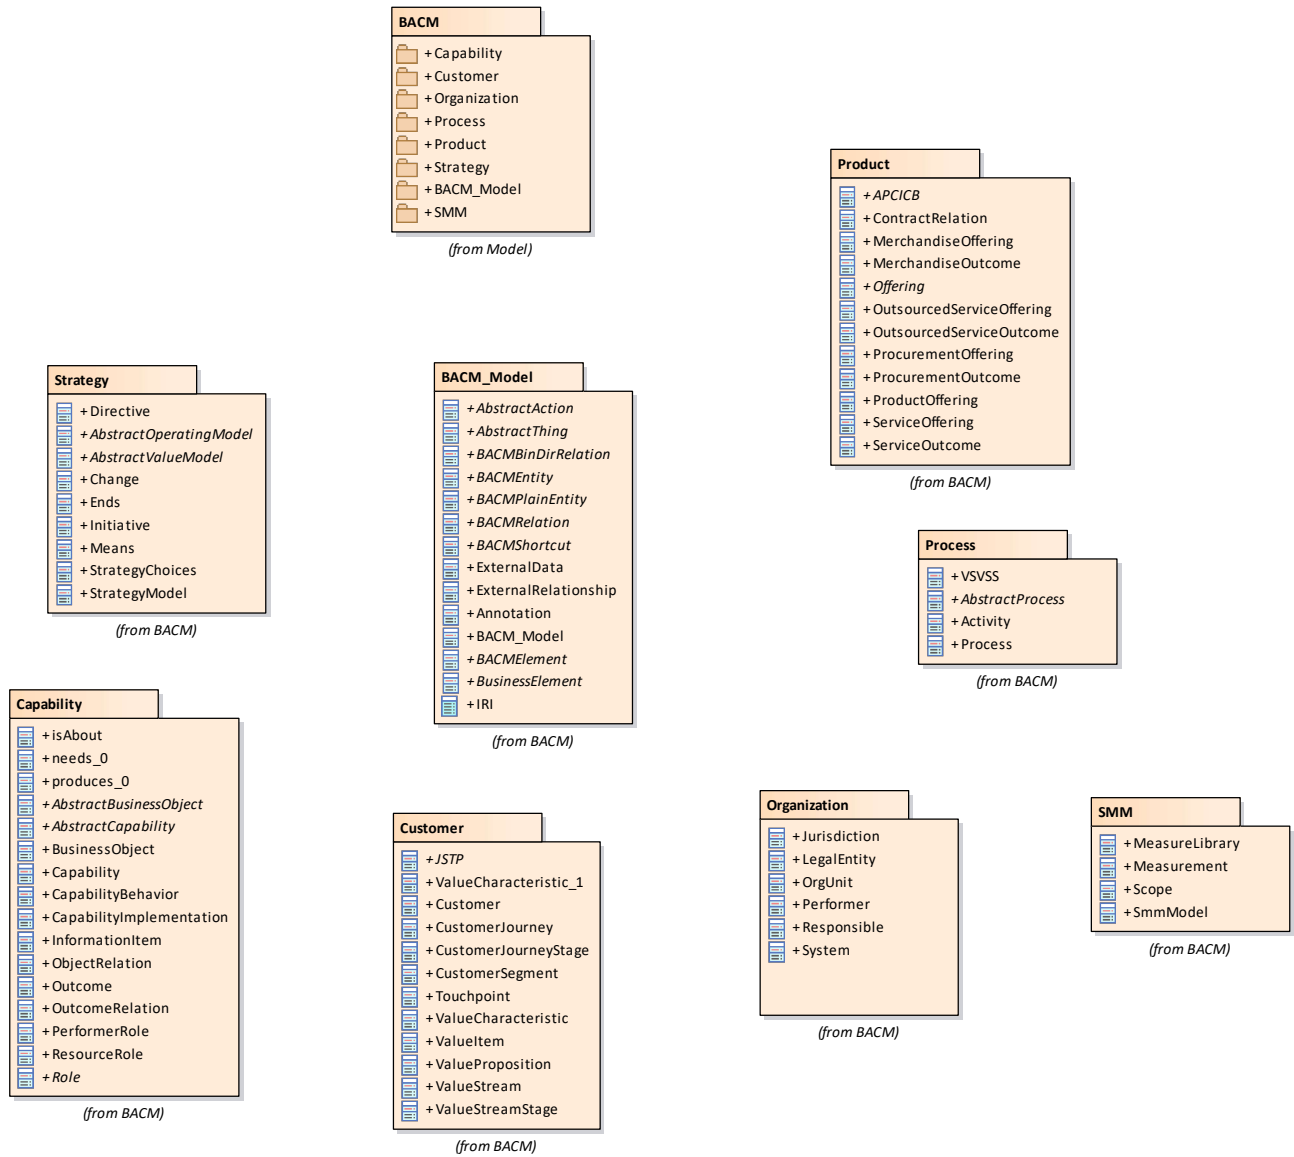 BACM
+Capability
+Customer
+Organization
+Process
+Product
+Strategy
+BACM_Model
+SMM
(from Model)
Product
+APCICB
+ContractRelation
+MerchandiseOffering
+MerchandiseOutcome
+Offering
+OutsourcedServiceOffering
+OutsourcedServiceOutcome
+ProcurementOffering
+ProcurementOutcome
+ProductOffering
+ServiceOffering
+ServiceOutcome
(from BACM)
Strategy
+Directive
+AbstractOperatingModel
+AbstractValueModel
+Change
+Ends
+Initiative
+Means
+StrategyChoices
+StrategyModel
(from BACM)
BACM_Model
+AbstractAction
+AbstractThing
+BACMBinDirRelation
+BACMEntity
+BACMPlainEntity
+BACMRelation
+BACMShortcut
+ExternalData
+ExternalRelationship
+Annotation
+BACM_Model
+BACMElement
+BusinessElement
+IRI
(from BACM)
Process
+VSVSS
+AbstractProcess
+Activity
+Process
(from BACM)
Capability
+isAbout
+needs_0
+produces_0
+AbstractBusinessObject
+AbstractCapability
+BusinessObject
+Capability
+CapabilityBehavior
+CapabilityImplementation
+InformationItem
+ObjectRelation
+Outcome
+OutcomeRelation
+PerformerRole
+ResourceRole
+Role
(from BACM)
Customer
+JSTP
+ValueCharacteristic_1
+Customer
+CustomerJourney
+CustomerJourneyStage
+CustomerSegment
+Touchpoint
+ValueCharacteristic
+ValueItem
+ValueProposition
+ValueStream
+ValueStreamStage
(from BACM)
Organization
+Jurisdiction
+LegalEntity
+OrgUnit
+Performer
+Responsible
+System
(from BACM)
SMM
+MeasureLibrary
+Measurement
+Scope
+SmmModel
(from BACM)